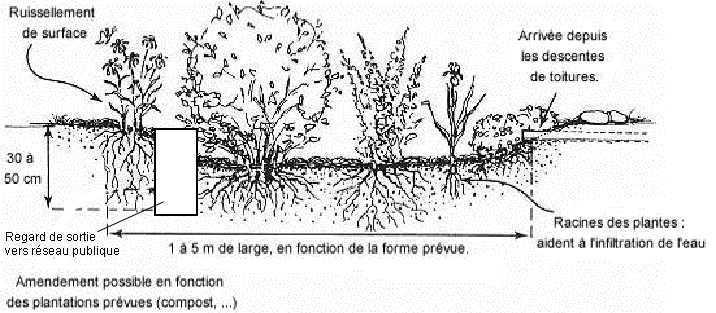 Ruissellement
de surface
Arrivée depuis
les descentes
de toitures.
30 à
50 cm
Regard de sortie
vers réseau publique
1 à 5 m de large, en fonction de la forme prévue.
Racines des plantes :
aident à l'infiltration de l'eau
Amendement possible en fonction
des plantations prévues (compost, ...)